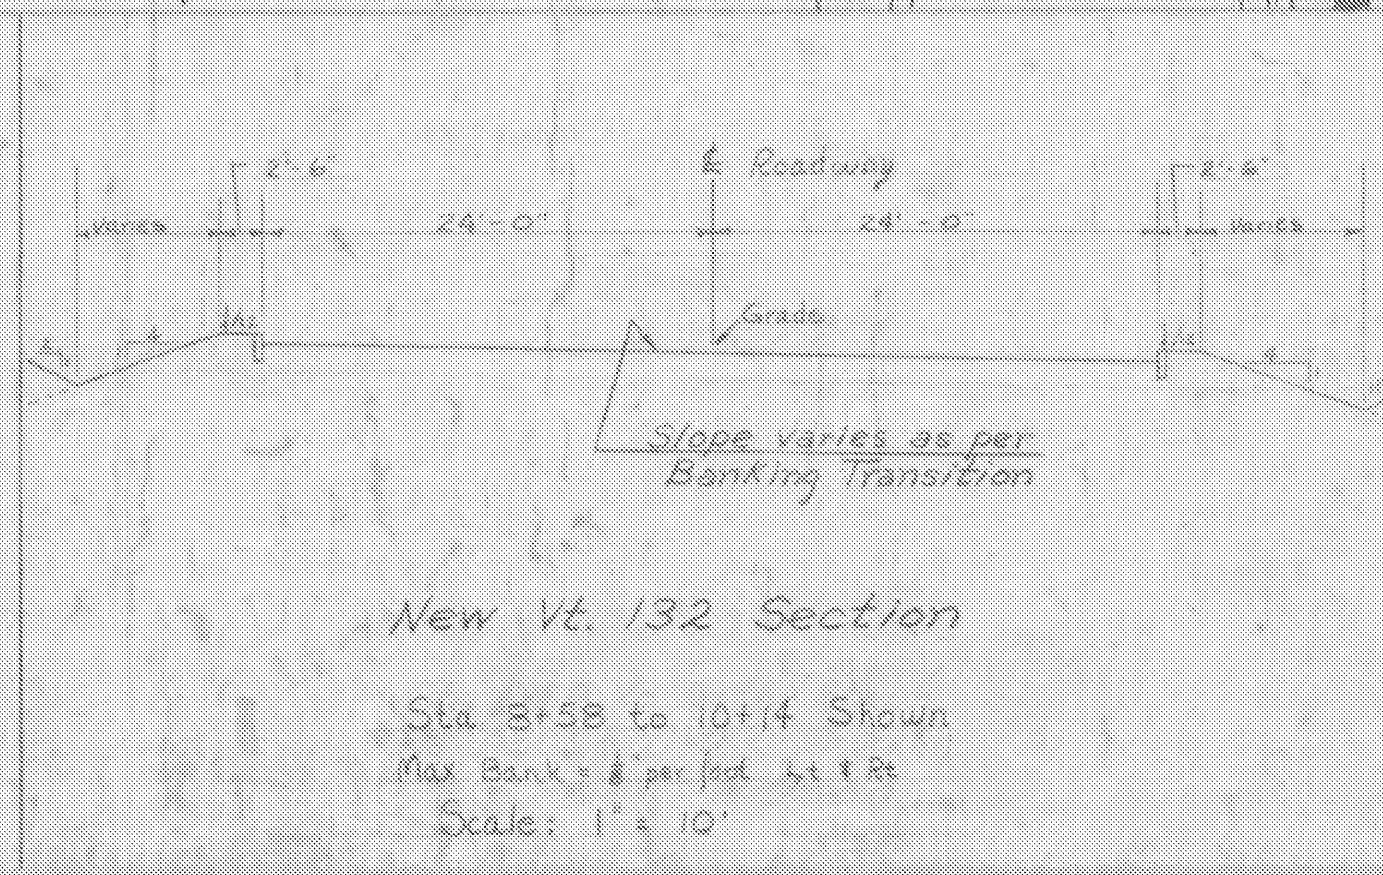 2'-6"
℄ Roadway
2'-6"
varies
24'-0"
24'-0"
varies
Grade
4
4
Slope varies as per
Banking Transition
New Vt. 132 Section
Sta 8+58 to 10+14 Shown
Max Bank = per foot Lt & Rt
Scale: 1" = 10'